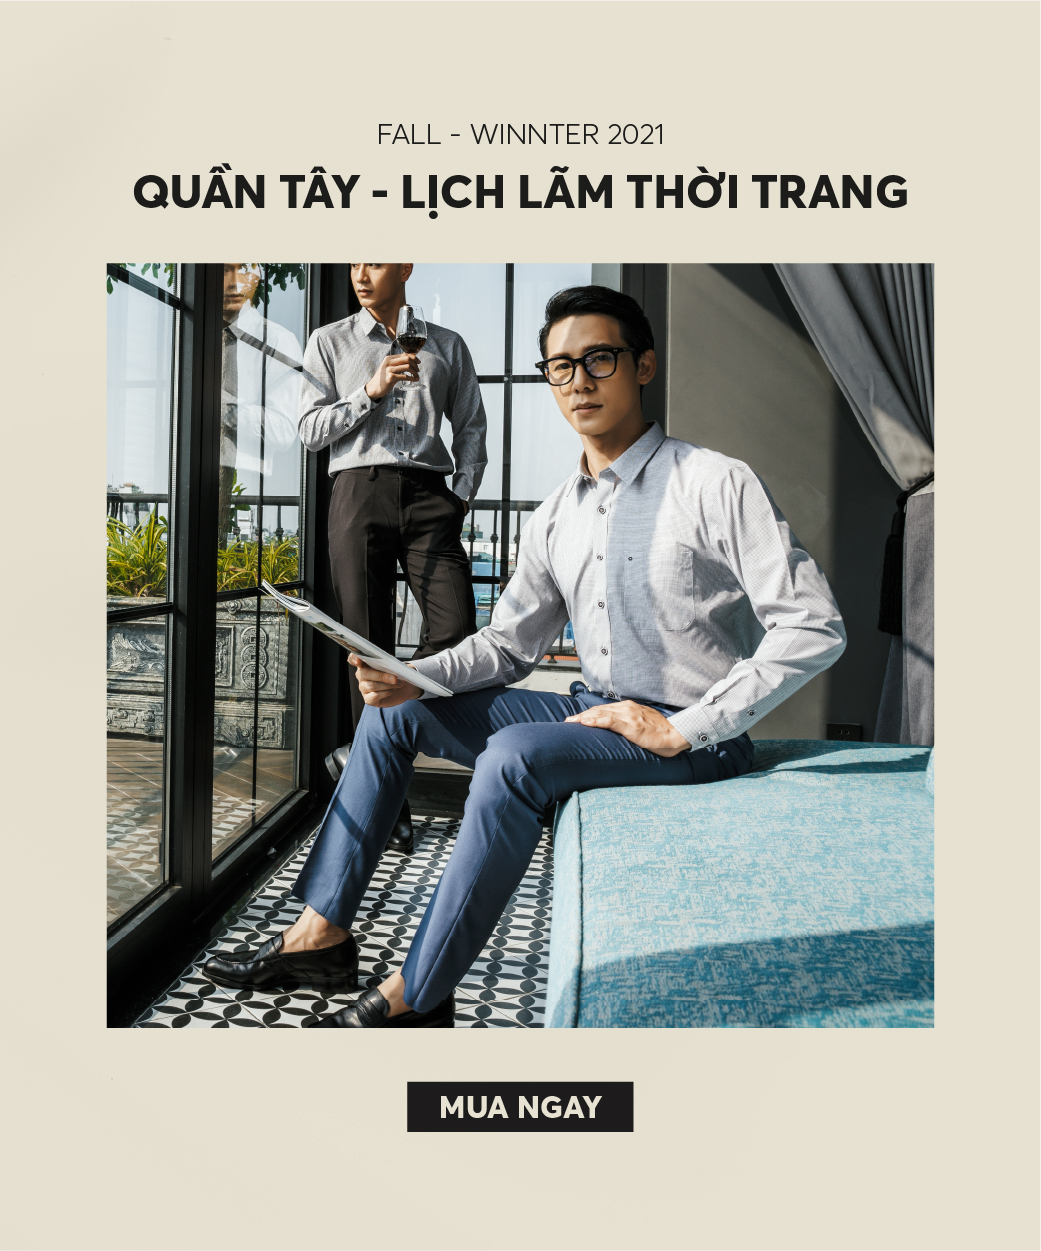 FALL - WINNTER 2021
QUẦN TÂY - LỊCH LÃM THỜI TRANG
MUA NGAY